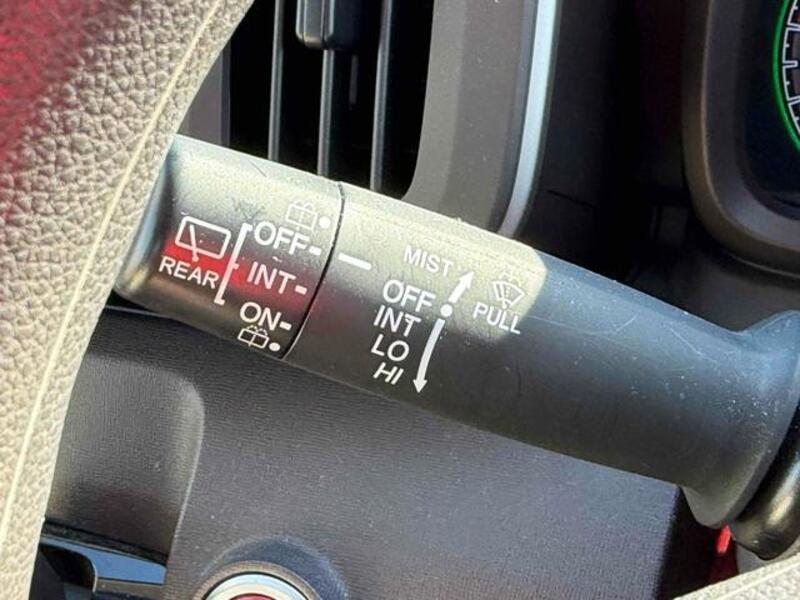 REAR
OFF
INT
ON
MIST
OFF
INT
LO
HI
PULL